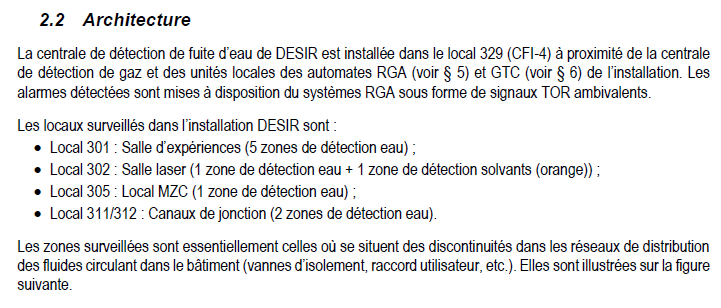 2.2 Architecture
La centrale de détection de fuite d’eau de DESIR est installée dans le local 329 (CFI-4) à proximité de la centrale
de détection de gaz et des unités locales des automates RGA (voir § 5) et GTC (voir § 6) de l’installation. Les
alarmes détectées sont mises à disposition du systèmes RGA sous forme de signaux TOR ambivalents.
Les locaux surveillés dans l’installation DESIR sont :
• Local 301 : Salle d’expériences (5 zones de détection eau) ;
• Local 302 : Salle laser (1 zone de détection eau + 1 zone de détection solvants (orange)) ;
• Local 305 : Local MZC (1 zone de détection eau) ;
• Local 311/312 : Canaux de jonction (2 zones de détection eau).
Les zones surveillées sont essentiellement celles où se situent des discontinuités dans les réseaux de distribution
des fluides circulant dans le bâtiment (vannes d’isolement, raccord utilisateur, etc.). Elles sont illustrées sur la figure
suivante.